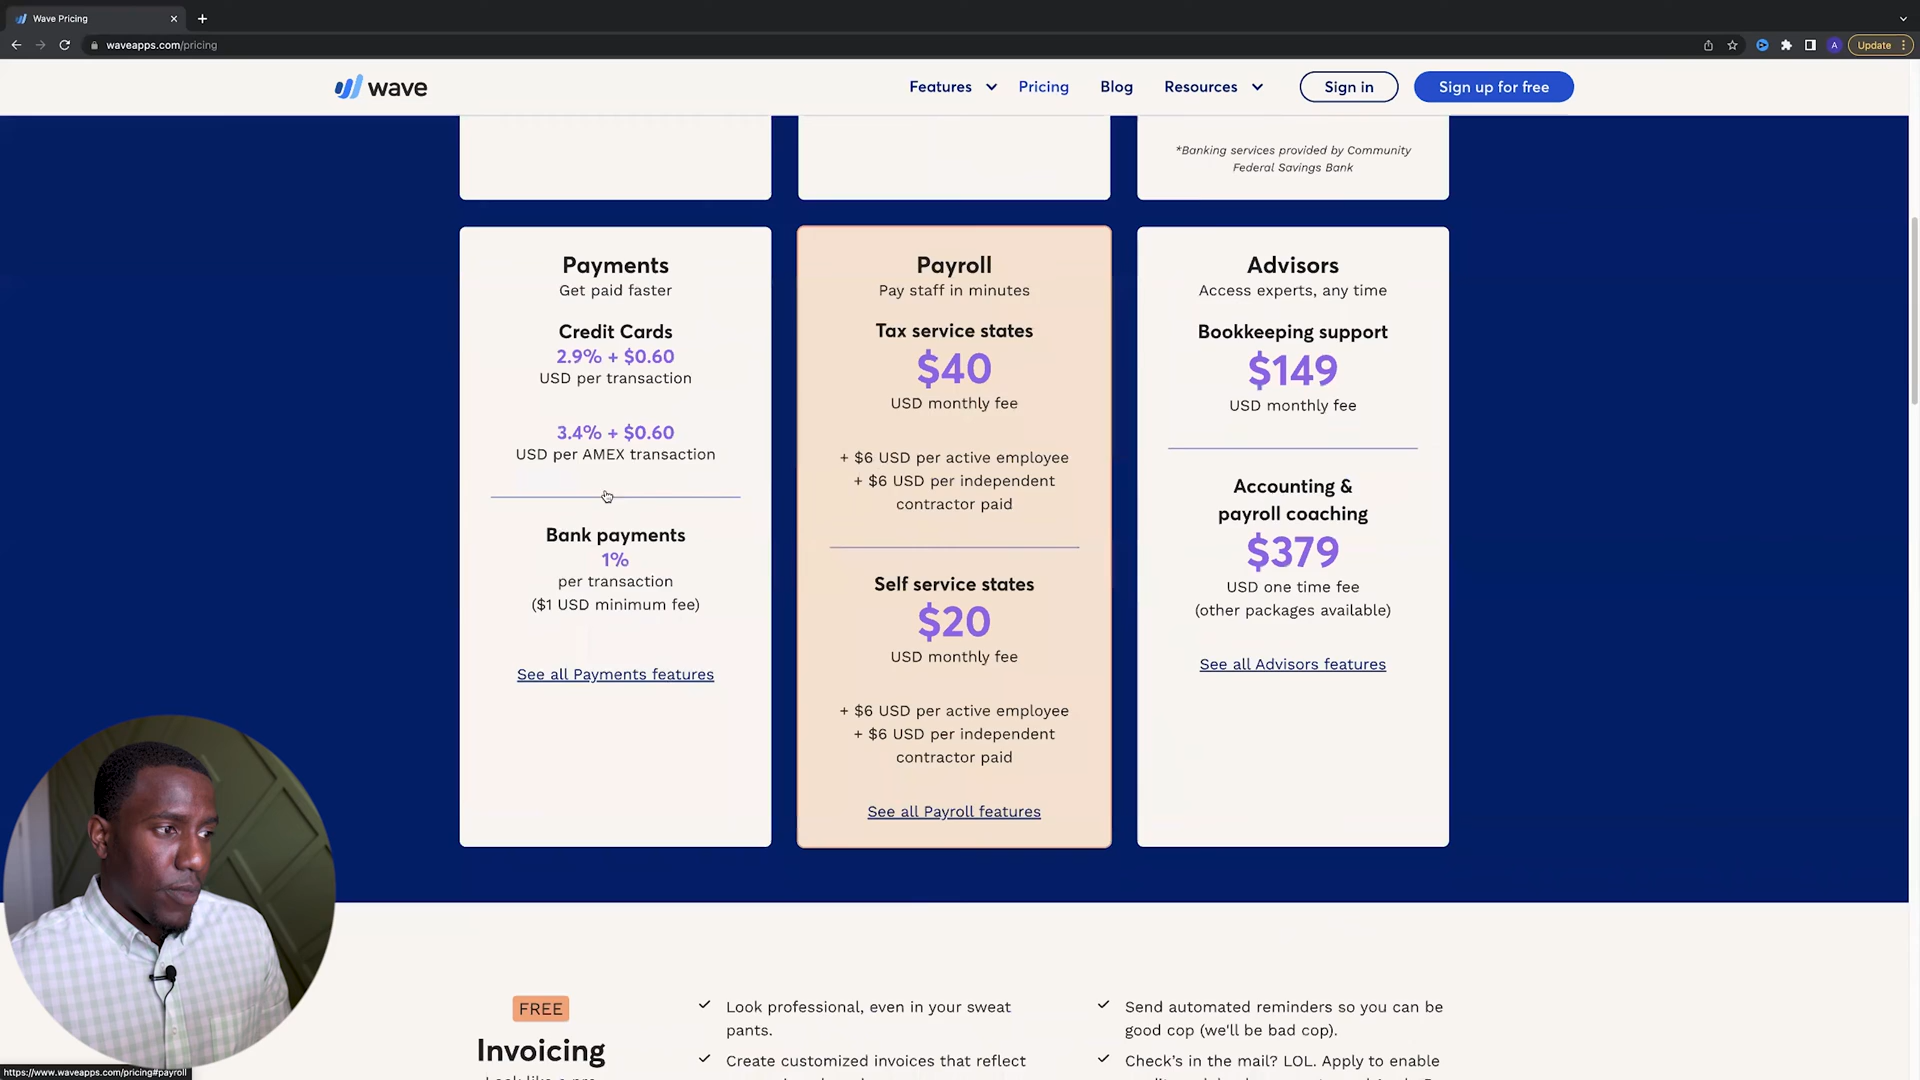 Wave Pricing
waveapps.com/pricing
A
Update
wave
Features
Pricing
Blog
Resources
Sign in
Sign up for free
*Banking services provided by Community
Federal Savings Bank
Payments
Get paid faster
Credit Cards
2.9% + $0.60
USD per transaction
3.4% + $0.60
USD per AMEX transaction
Bank payments
1%
per transaction
($1 USD minimum fee)
See all Payments features
Payroll
Pay staff in minutes
Tax service states
$40
USD monthly fee
+ $6 USD per active employee
+ $6 USD per independent
contractor paid
Self service states
$20
USD monthly fee
+ $6 USD per active employee
+ $6 USD per independent
contractor paid
See all Payroll features
Advisors
Access experts, any time
Bookkeeping support
$149
USD monthly fee
Accounting &
payroll coaching
$379
USD one time fee
(other packages available)
See all Advisors features
FREE
Invoicing
Look professional, even in your sweat
pants.
Create customized invoices that reflect
Send automated reminders so you can be
good cop (we'll be bad cop).
Check's in the mail? LOL. Apply to enable
https://www.waveapps.com/pricing#payroll